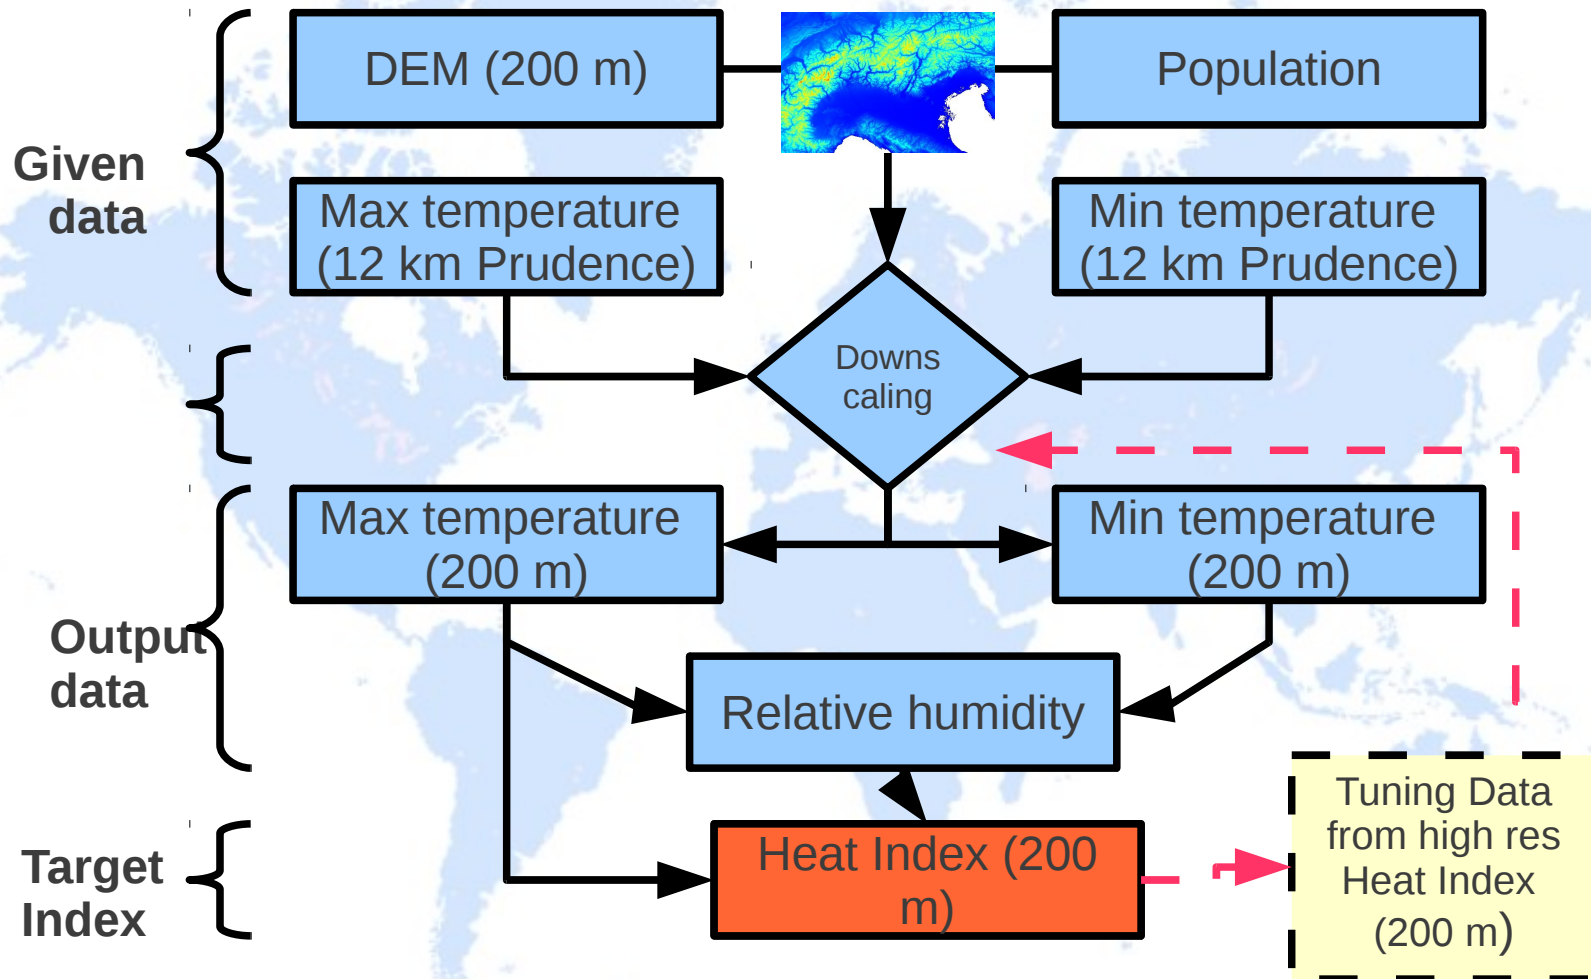 DEM (200 m)
Population
Given
data
Max temperature
(12 km Prudence)
Min temperature
(12 km Prudence)
Downs
caling
Max temperature
(200 m)
Min temperature
(200 m)
Output
data
Relative humidity
Target
Index
Heat Index (200
m)
Tuning Data
from high res
Heat Index
(200 m)